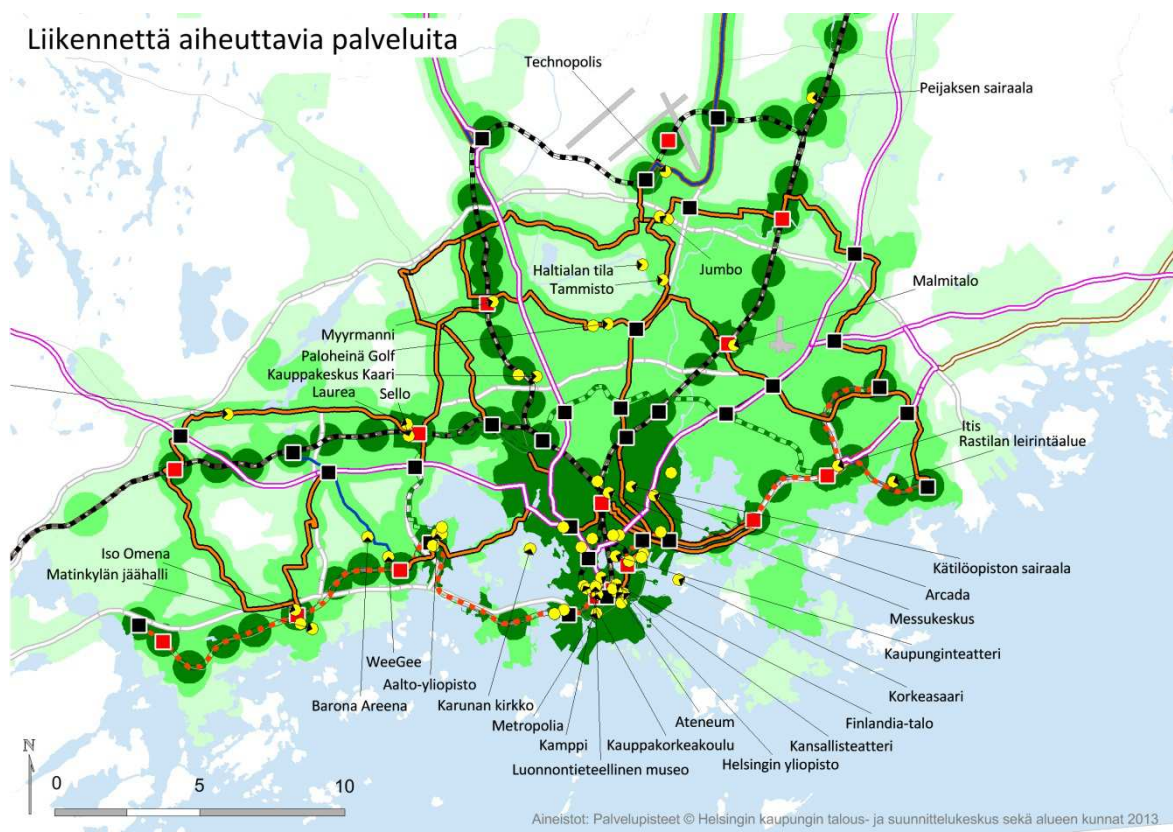 Liikennettä aiheuttavia palveluita
Technopolis
Peijaksen sairaala
Haltialan tila
Tammisto
Jumbo
Malmitalo
Myyrmanni
Paloheinä Golf
Kauppakeskus Kaari
Laurea
Sello
Itis
Rastilan leirintäalue
Iso Omena
Matinkylän jäähalli
Kätilöopiston sairaala
Arcada
Messukeskus
Kaupunginteatteri
Korkeasaari
Finlandia-talo
Kansallisteatteri
Helsingin yliopisto
Ateneum
Kauppakorkeakoulu
Luonnontieteellinen museo
Kamppi
Metropolia
Karunan kirkko
Aalto-yliopisto
WeeGee
Barona Areena
N
0 5 10
Aineistot: Palvelupisteet © Helsingin kaupungin talous- ja suunnittelukeskus sekä alueen kunnat 2013